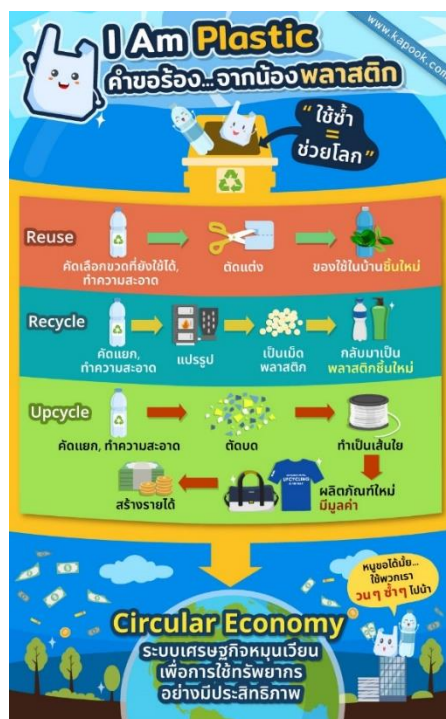 www.kapook.com
I Am Plastic
คำขอร้อง...จากน้องพลาสติก
“ ใช้ซ้ำ
=
ช่วยโลก ”
Reuse
คัดเลือกขวดที่ยังใช้ได้,
ทำความสะอาด
ตัดแต่ง
ของใช้ในบ้านชิ้นใหม่
Recycle
คัดแยก,
ทำความสะอาด
แปรรูป
เป็นเม็ด
พลาสติก
กลับมาเป็น
พลาสติกชิ้นใหม่
Upcycle
คัดแยก, ทำความสะอาด
ตัดบด
ทำเป็นเส้นใย
UPCYCLING
ผลิตภัณฑ์ใหม่
มีมูลค่า
สร้างรายได้
หนูขอได้มั้ย...
ใช้พวกเรา
วนๆ ซ้ำๆ ไปน้า
Circular Economy
ระบบเศรษฐกิจหมุนเวียน
เพื่อการใช้ทรัพยากร
อย่างมีประสิทธิภาพ